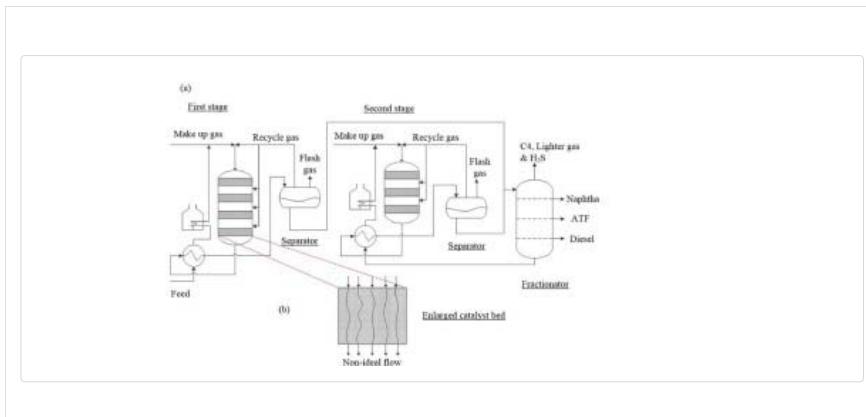 (a)
First stage
Second stage
Make up gas
Recycle gas
Make up gas
Recycle gas
C4, Lighter gas
& H2S
Flash
gas
Flash
gas
Naphtha
ATF
Diesel
Separator
Separator
Fractionator
Feed
(b)
Enlarged catalyst bed
Non-ideal flow